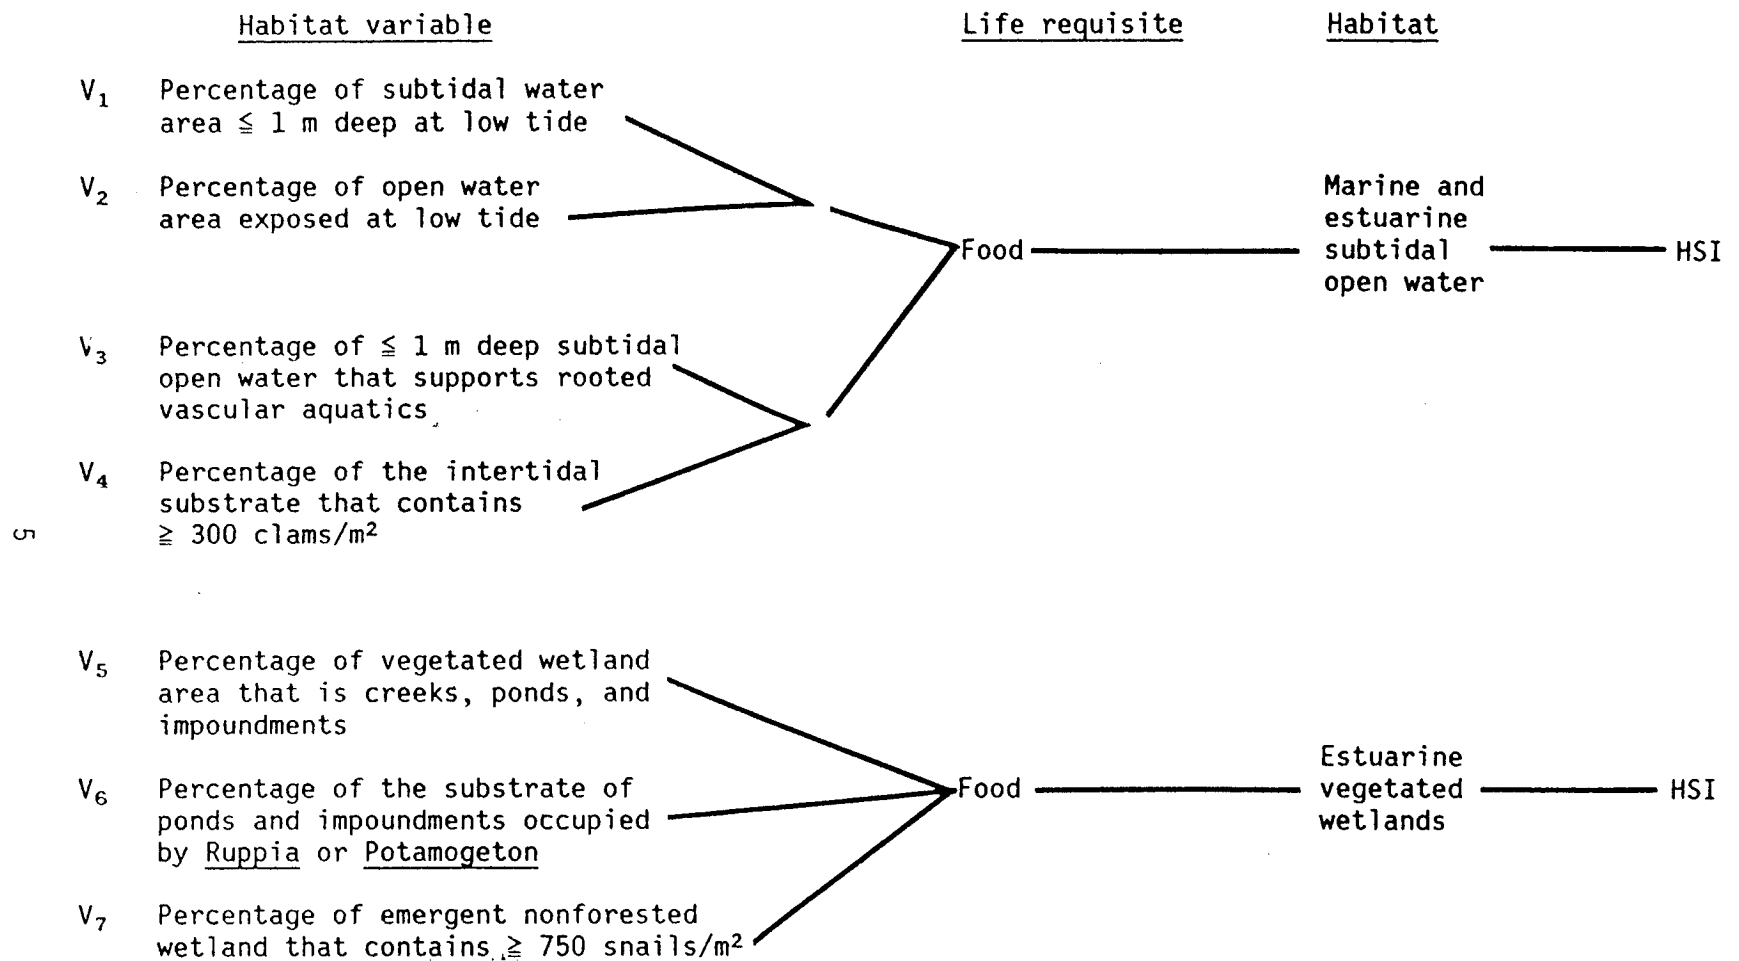 Habitat variable Life requisite Habitat
V₁ Percentage of subtidal water
area ≦ 1 m deep at low tide
V₂ Percentage of open water
area exposed at low tide
Marine and
estuarine
subtidal
open water
Food
HSI
V₃ Percentage of ≦ 1 m deep subtidal
open water that supports rooted
vascular aquatics
V₄ Percentage of the intertidal
substrate that contains
≧ 300 clams/m²
5
V₅ Percentage of vegetated wetland
area that is creeks, ponds, and
impoundments
V₆ Percentage of the substrate of
ponds and impoundments occupied
by Ruppia or Potamogeton
Food
Estuarine
vegetated
wetlands
HSI
V₇ Percentage of emergent nonforested
wetland that contains ≧ 750 snails/m²